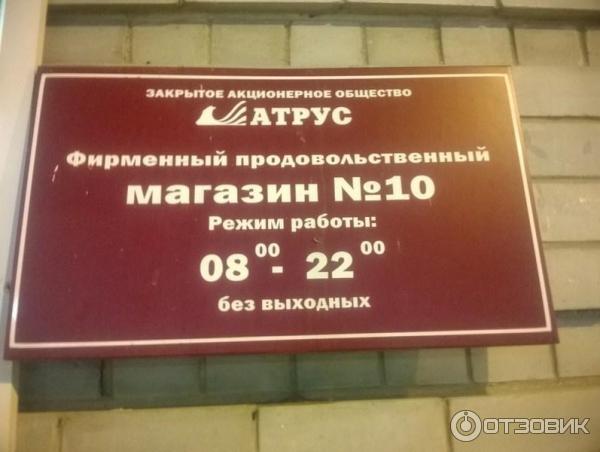 ЗАКРЫТОЕ АКЦИОНЕРНОЕ ОБЩЕСТВО
АТРУС
Фирменный продовольственный
магазин №10
Режим работы:
08 00 - 22 00
без выходных
ОТЗОВИК